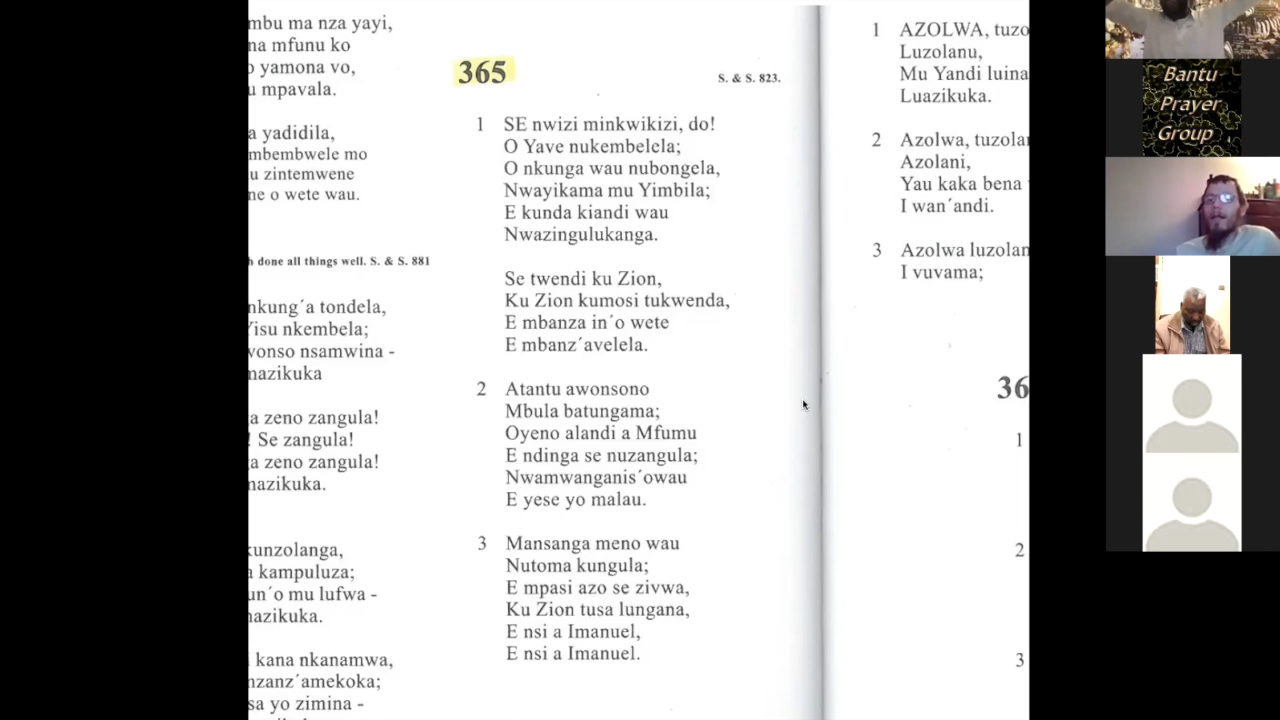 mbu ma nza yayi,
na mfunu ko
yamona vo,
mpavala.
yadidila,
mbembwele mo
zintemwene
ne o wete wau.
done all things well. S. & S. 881
nkung´a tondela,
Yisu nkembela;
wonso nsamwina -
mazikuka
zeno zangula!
! Se zangula!
zeno zangula!
mazikuka.
kunzolanga,
kampuluza;
un´o mu lufwa -
mazikuka.
kana nkanamwa,
nzanz´amekoka;
sa yo zimina -
365
S. & S. 823.
1 SE nwizi minkwikizi, do!
O Yave nukembelela;
O nkunga wau nubongela,
Nwayikama mu Yimbila;
E kunda kiandi wau
Nwazingulukanga.
Se twendi ku Zion,
Ku Zion kumosi tukwenda,
E mbanza in´o wete
E mbanz´avelela.
2 Atantu awonsono
Mbula batungama;
Oyeno alandi a Mfumu
E ndinga se nuzangula;
Nwamwanganis´owau
E yese yo malau.
3 Mansanga meno wau
Nutoma kungula;
E mpasi azo se zivwa,
Ku Zion tusa lungana,
E nsi a Imanuel,
E nsi a Imanuel.
1 AZOLWA, tuzo
Luzolanu,
Mu Yandi luina
Luazikuka.
2 Azolwa, tuzola
Azolani,
Yau kaka bena
I wan´andi.
3 Azolwa luzolan
I vuvama;
36
1
2
3
Bantu
Prayer
Group